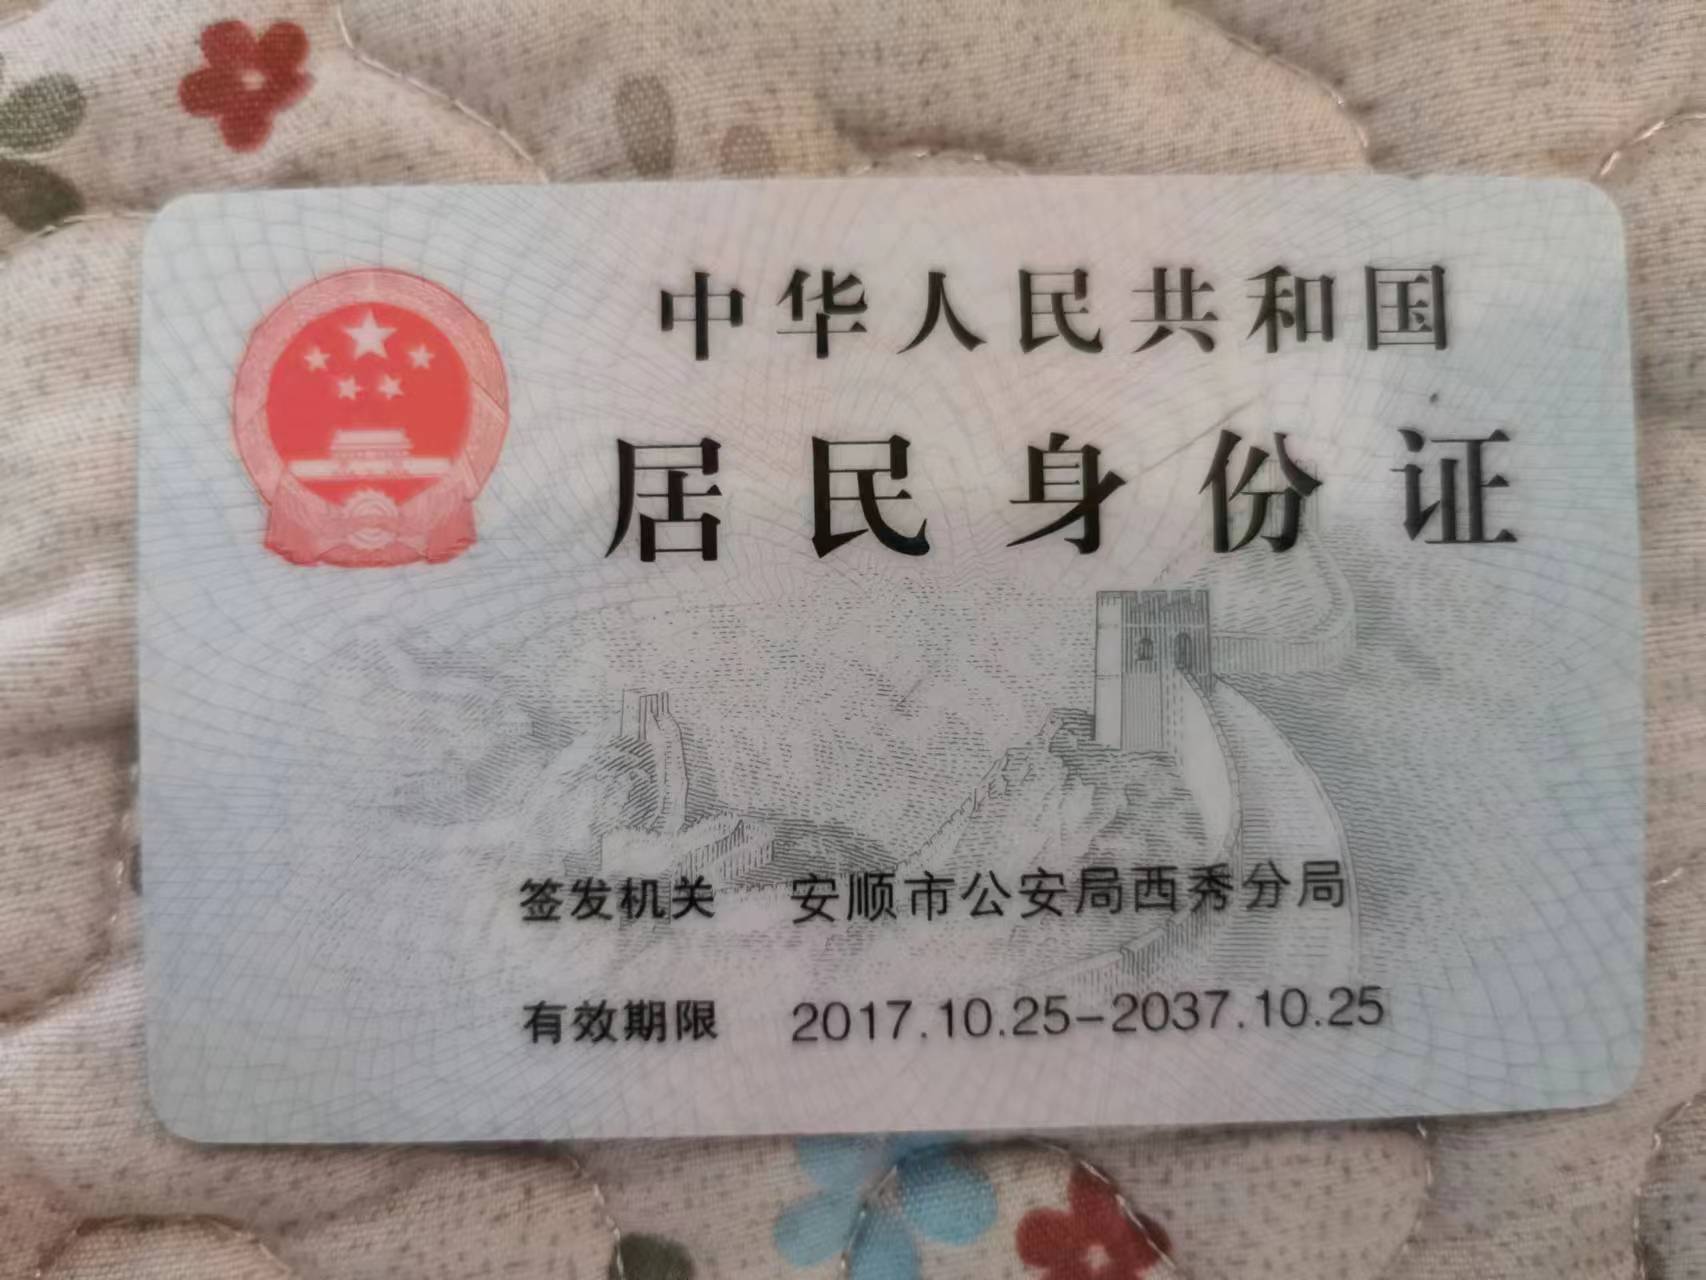 中华人民共和国
居民身份证
签发机关 安顺市公安局西秀分局
有效期限 2017.10.25-2037.10.25